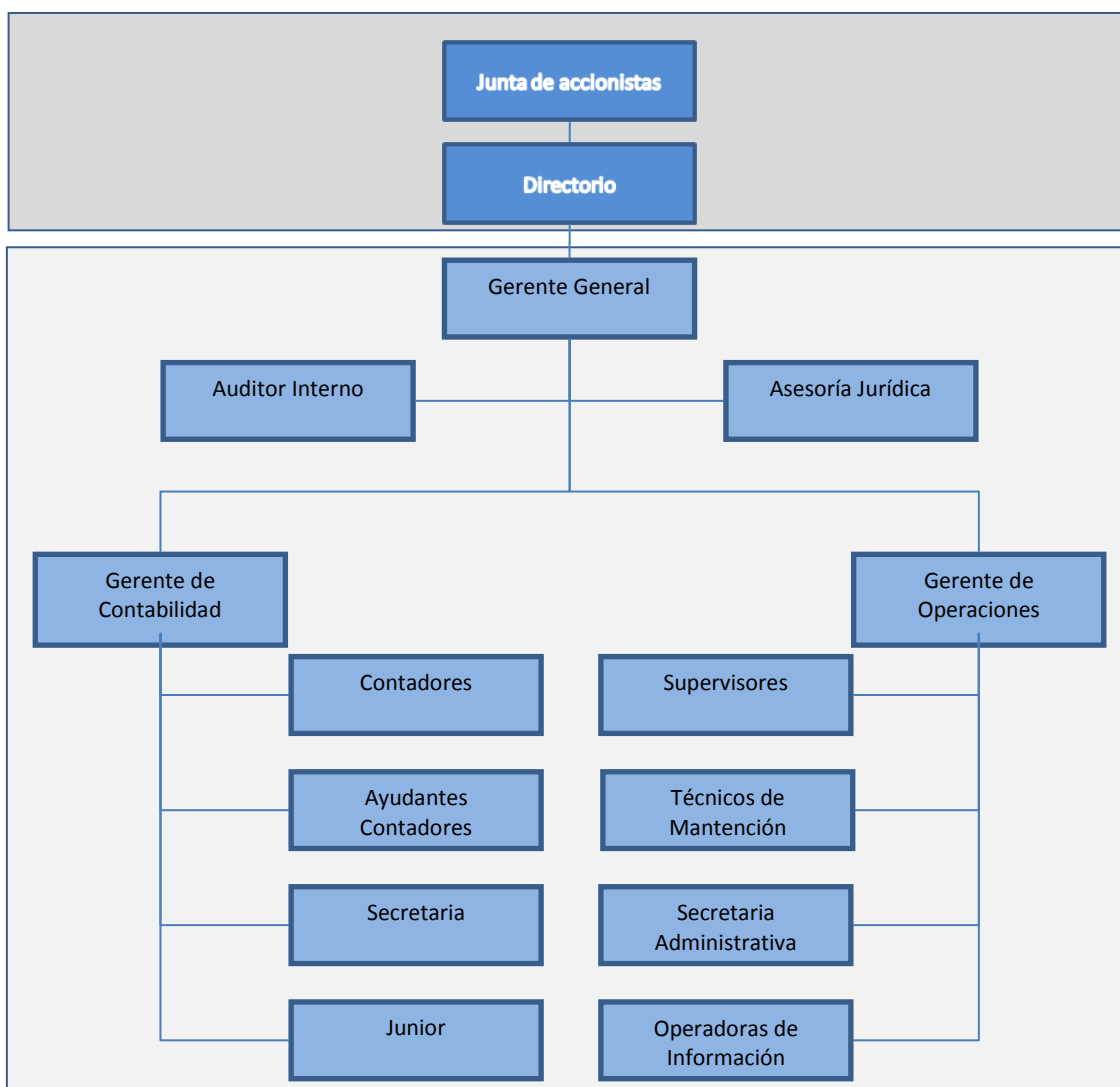 Junta de accionistas
Directorio
Gerente General
Auditor Interno
Asesoría Jurídica
Gerente de
Contabilidad
Gerente de
Operaciones
Contadores
Supervisores
Ayudantes
Contadores
Técnicos de
Mantención
Secretaria
Secretaria
Administrativa
Junior
Operadoras de
Información